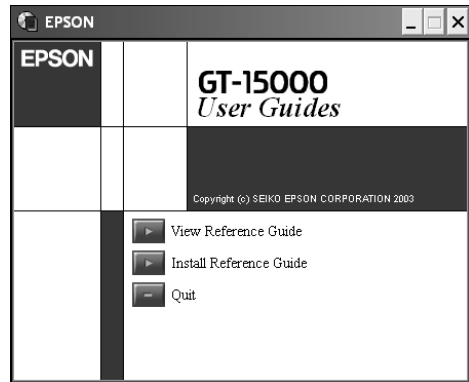 EPSON
EPSON
GT-15000
User Guides
Copyright (c) SEIKO EPSON CORPORATION 2003
View Reference Guide
Install Reference Guide
Quit